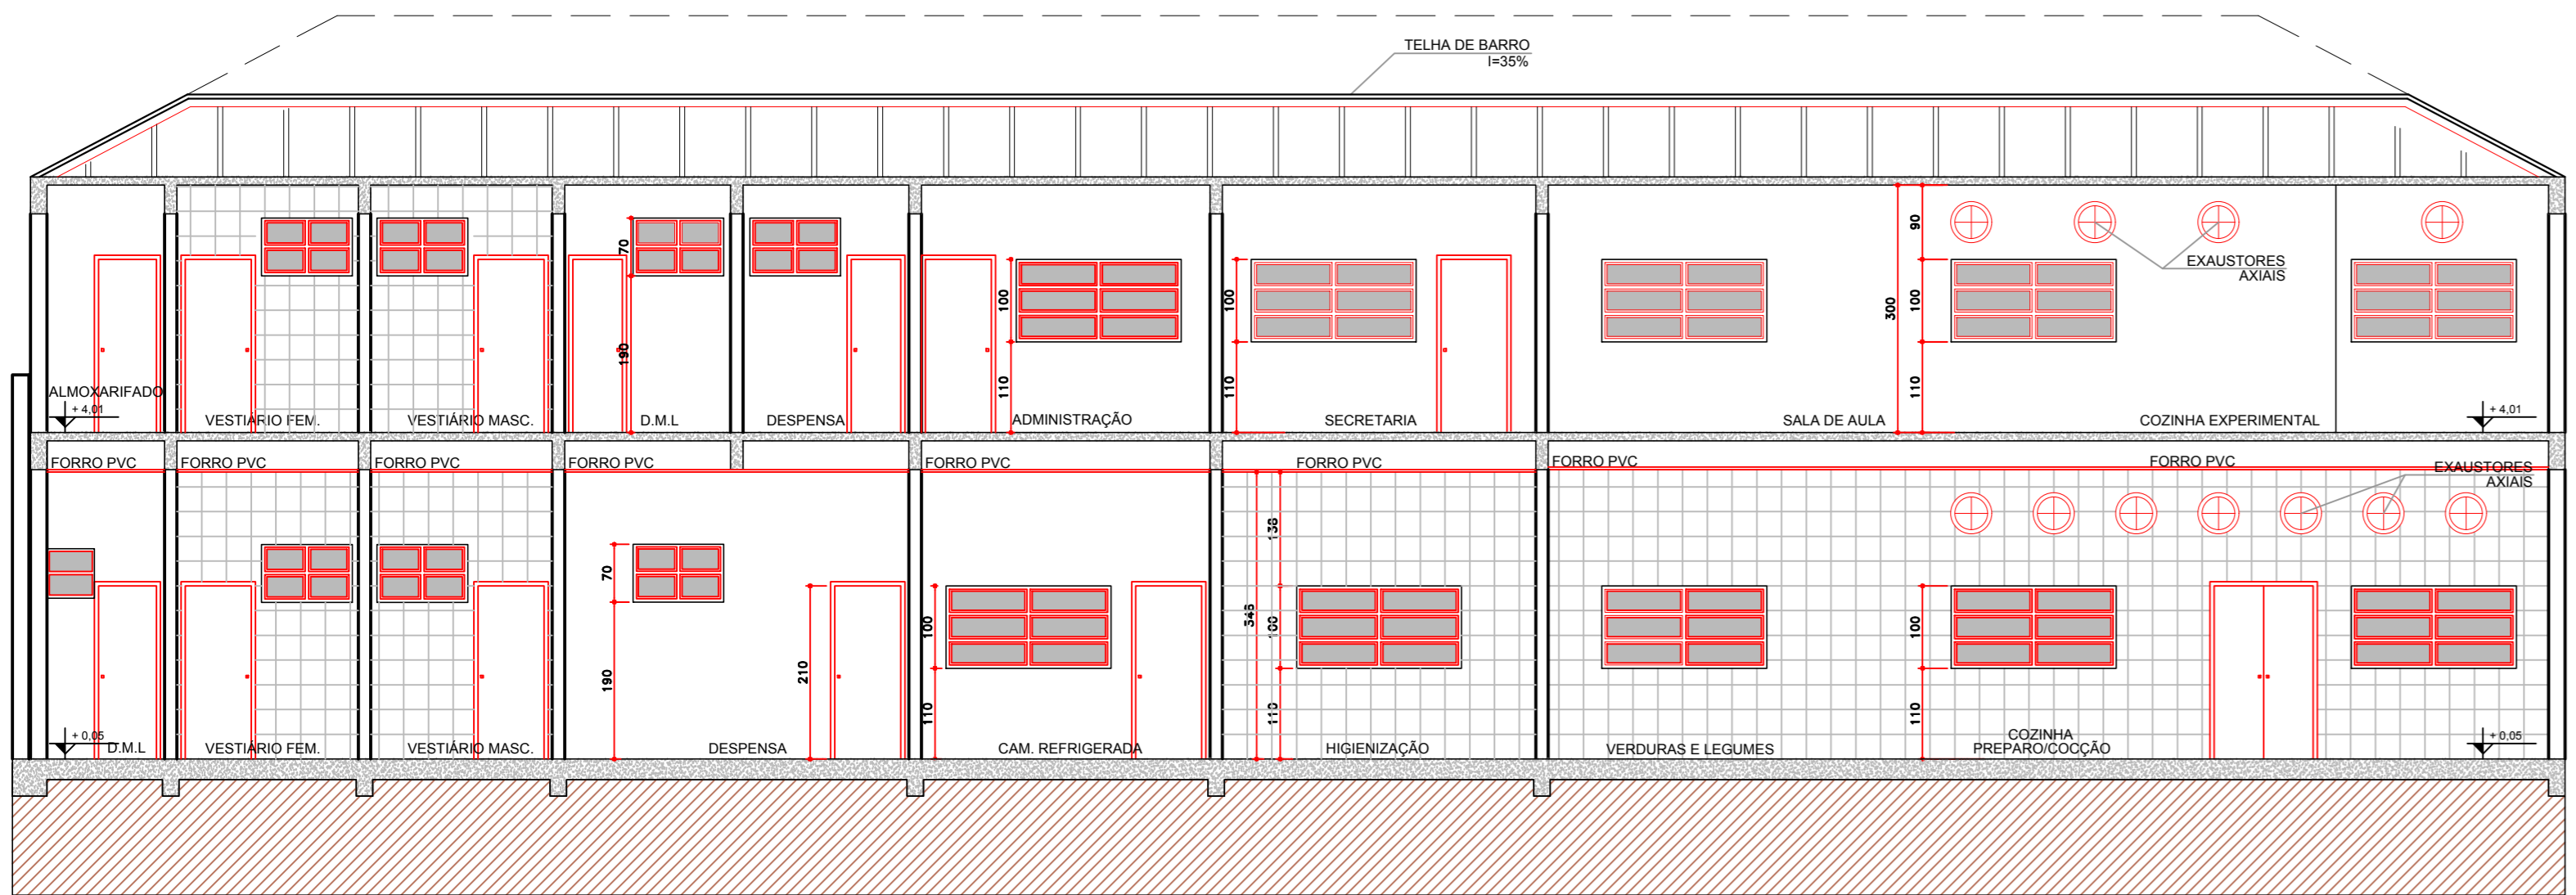 TELHA DE BARRO
I=35%
90
70
EXAUSTORES
AXIAIS
100
100
300
100
190
110
110
110
ALMOXARIFADO
+ 4,01
+ 4,01
VESTIÁRIO FEM.
VESTIÁRIO MASC.
D.M.L
DESPENSA
ADMINISTRAÇÃO
SECRETARIA
SALA DE AULA
COZINHA EXPERIMENTAL
FORRO PVC
FORRO PVC
FORRO PVC
FORRO PVC
FORRO PVC
FORRO PVC
FORRO PVC
FORRO PVC
EXAUSTORES
AXIAIS
138
70
100
100
100
190
210
110
110
110
+ 0,05
+ 0,05
D.M.L
VESTIÁRIO FEM.
VESTIÁRIO MASC.
DESPENSA
CAM. REFRIGERADA
HIGIENIZAÇÃO
VERDURAS E LEGUMES
COZINHA
PREPARO/COCÇÃO